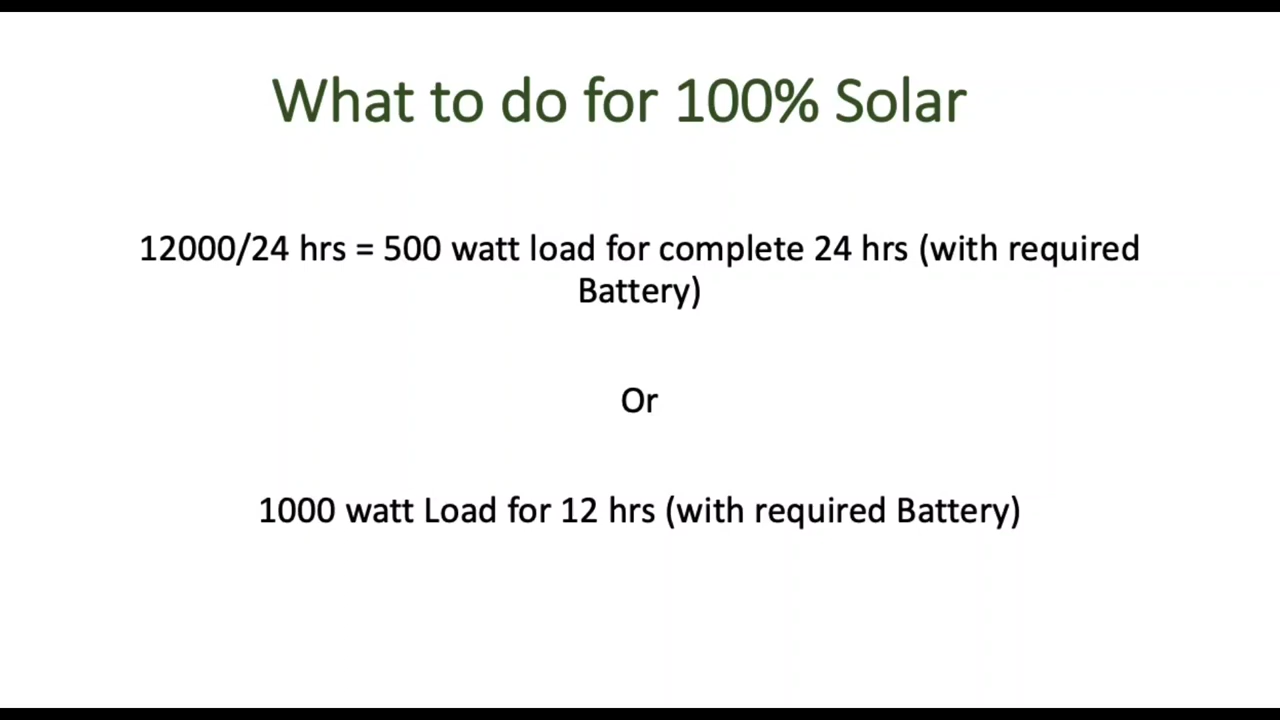 What to do for 100% Solar
12000/24 hrs = 500 watt load for complete 24 hrs (with required
Battery)
Or
1000 watt Load for 12 hrs (with required Battery)